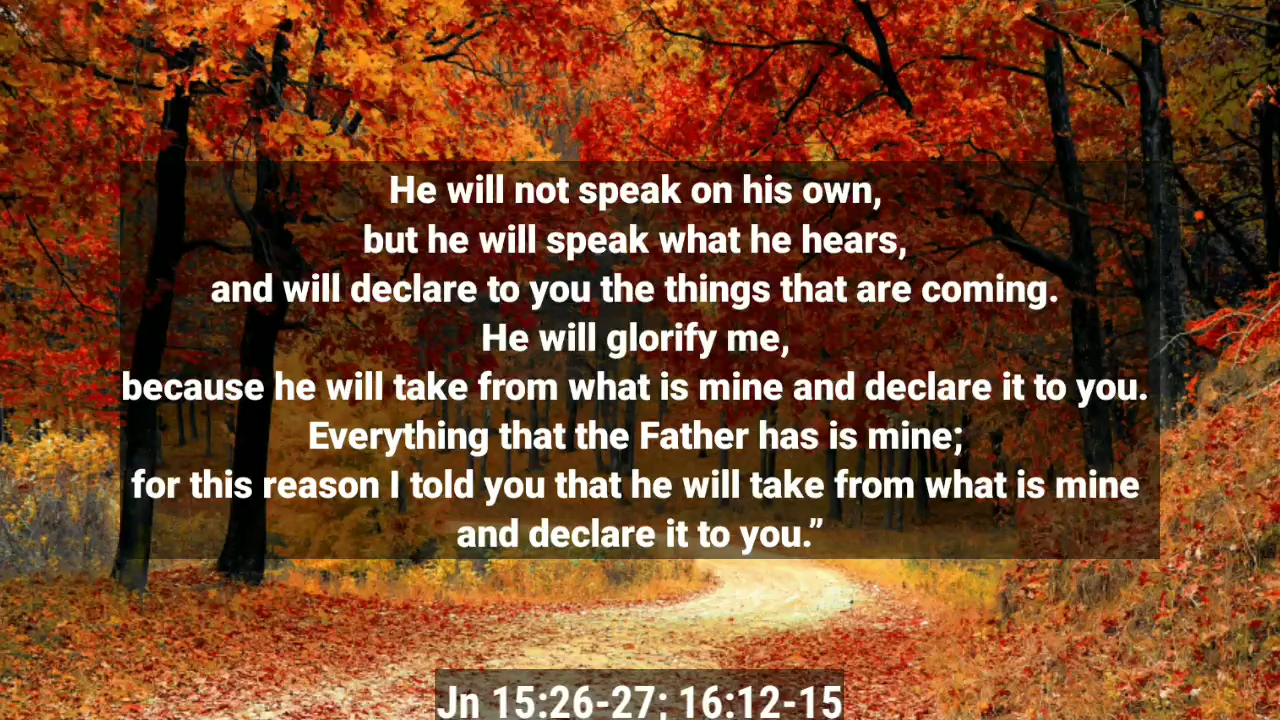 He will not speak on his own,
but he will speak what he hears,
and will declare to you the things that are coming.
He will glorify me,
because he will take from what is mine and declare it to you.
Everything that the Father has is mine;
for this reason I told you that he will take from what is mine
and declare it to you.”
Jn 15:26-27; 16:12-15